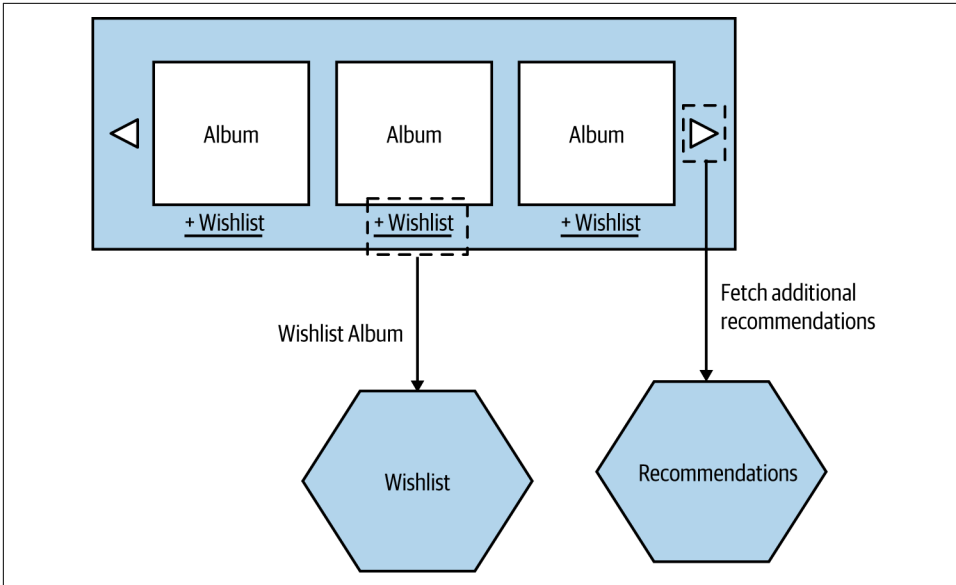 Album
Album
Album
+ Wishlist
+ Wishlist
+ Wishlist
Wishlist Album
Fetch additional
recommendations
Wishlist
Recommendations